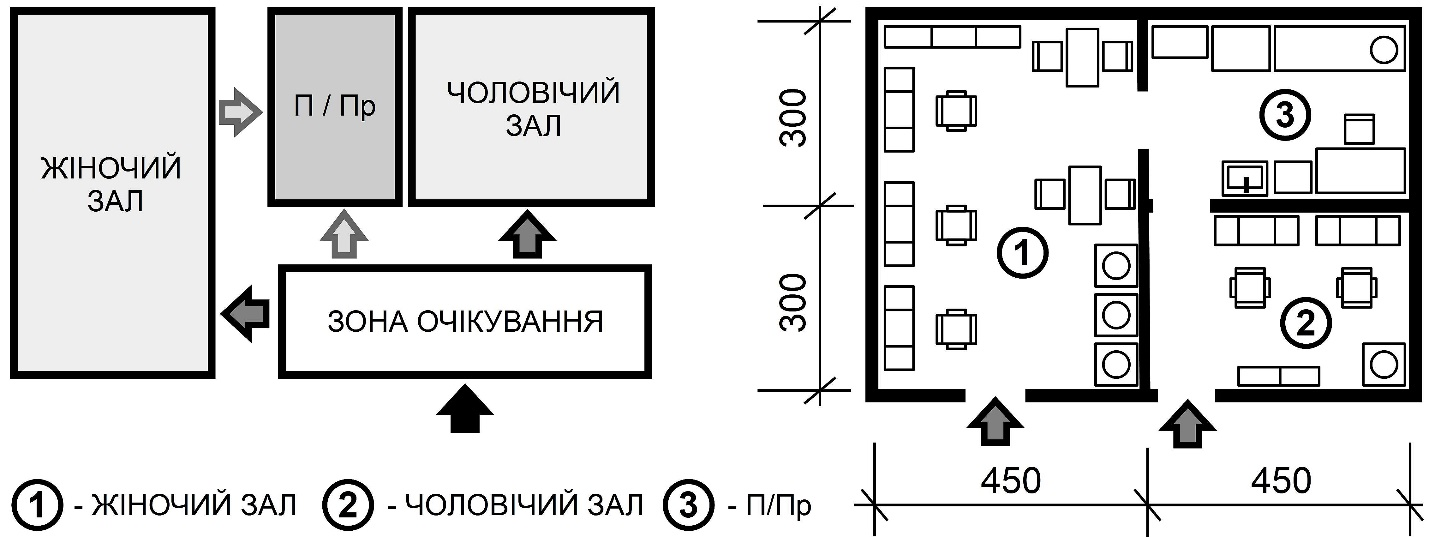 ЖІНОЧИЙ
ЗАЛ
П / Пр
ЧОЛОВІЧИЙ
ЗАЛ
ЗОНА ОЧІКУВАННЯ
300
300
3
1
2
450
450
1 - ЖІНОЧИЙ ЗАЛ 2 - ЧОЛОВІЧИЙ ЗАЛ 3 - П/Пр